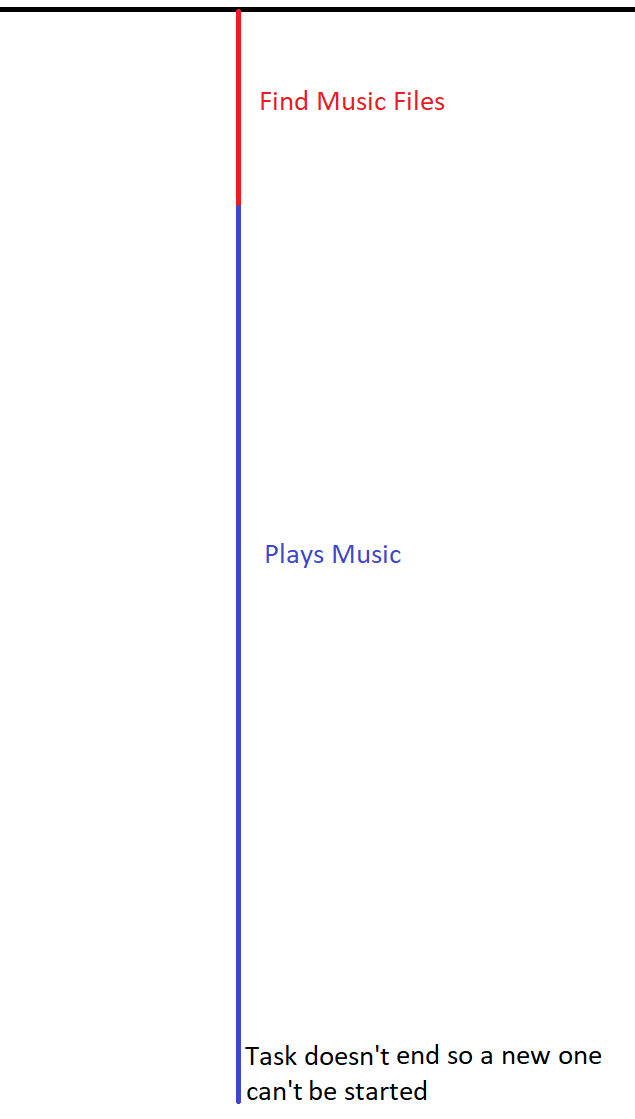 Find Music Files
Plays Music
Task doesn't end so a new one
can't be started